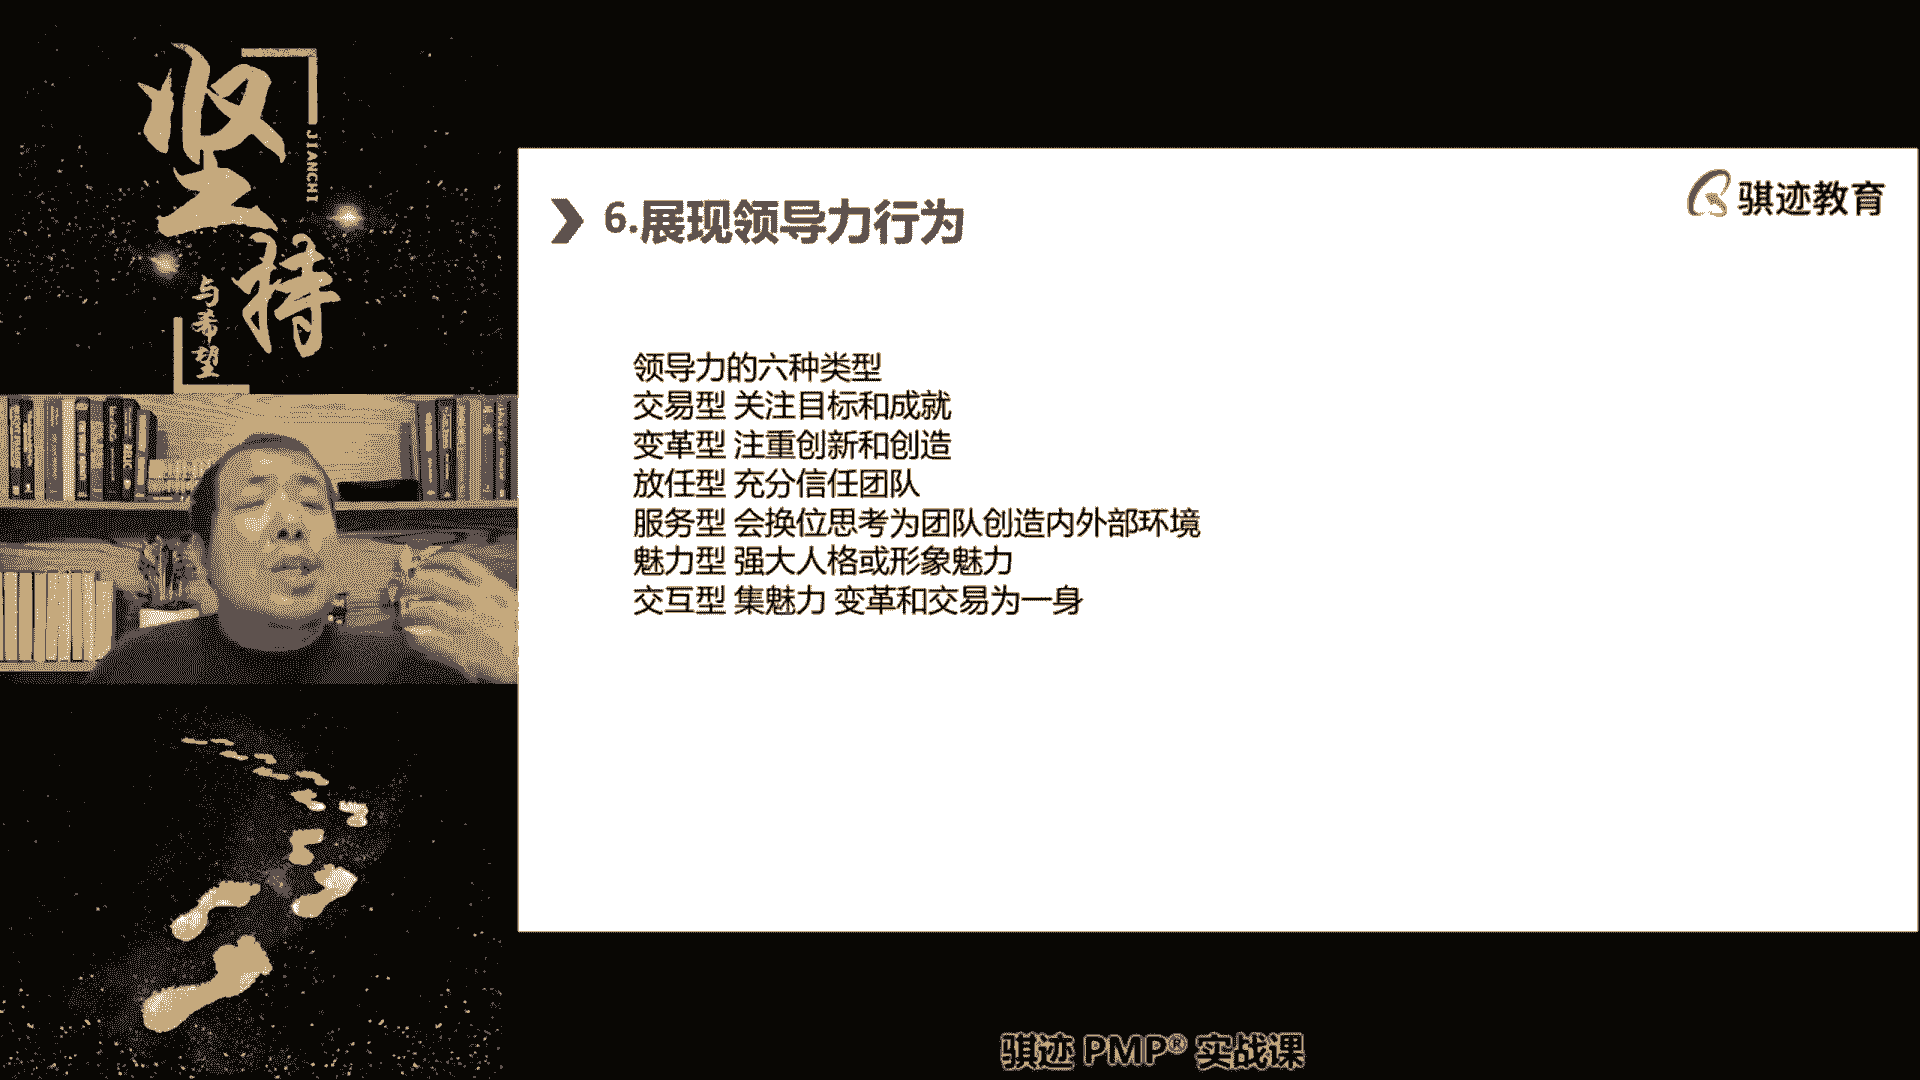 坚持
JIANCHI
与希望
骐迹教育
6.展现领导力行为
领导力的六种类型
交易型 关注目标和成就
变革型 注重创新和创造
放任型 充分信任团队
服务型 会换位思考为团队创造内外部环境
魅力型 强大人格或形象魅力
交互型 集魅力 变革和交易为一身
骐迹 PMP® 实战课